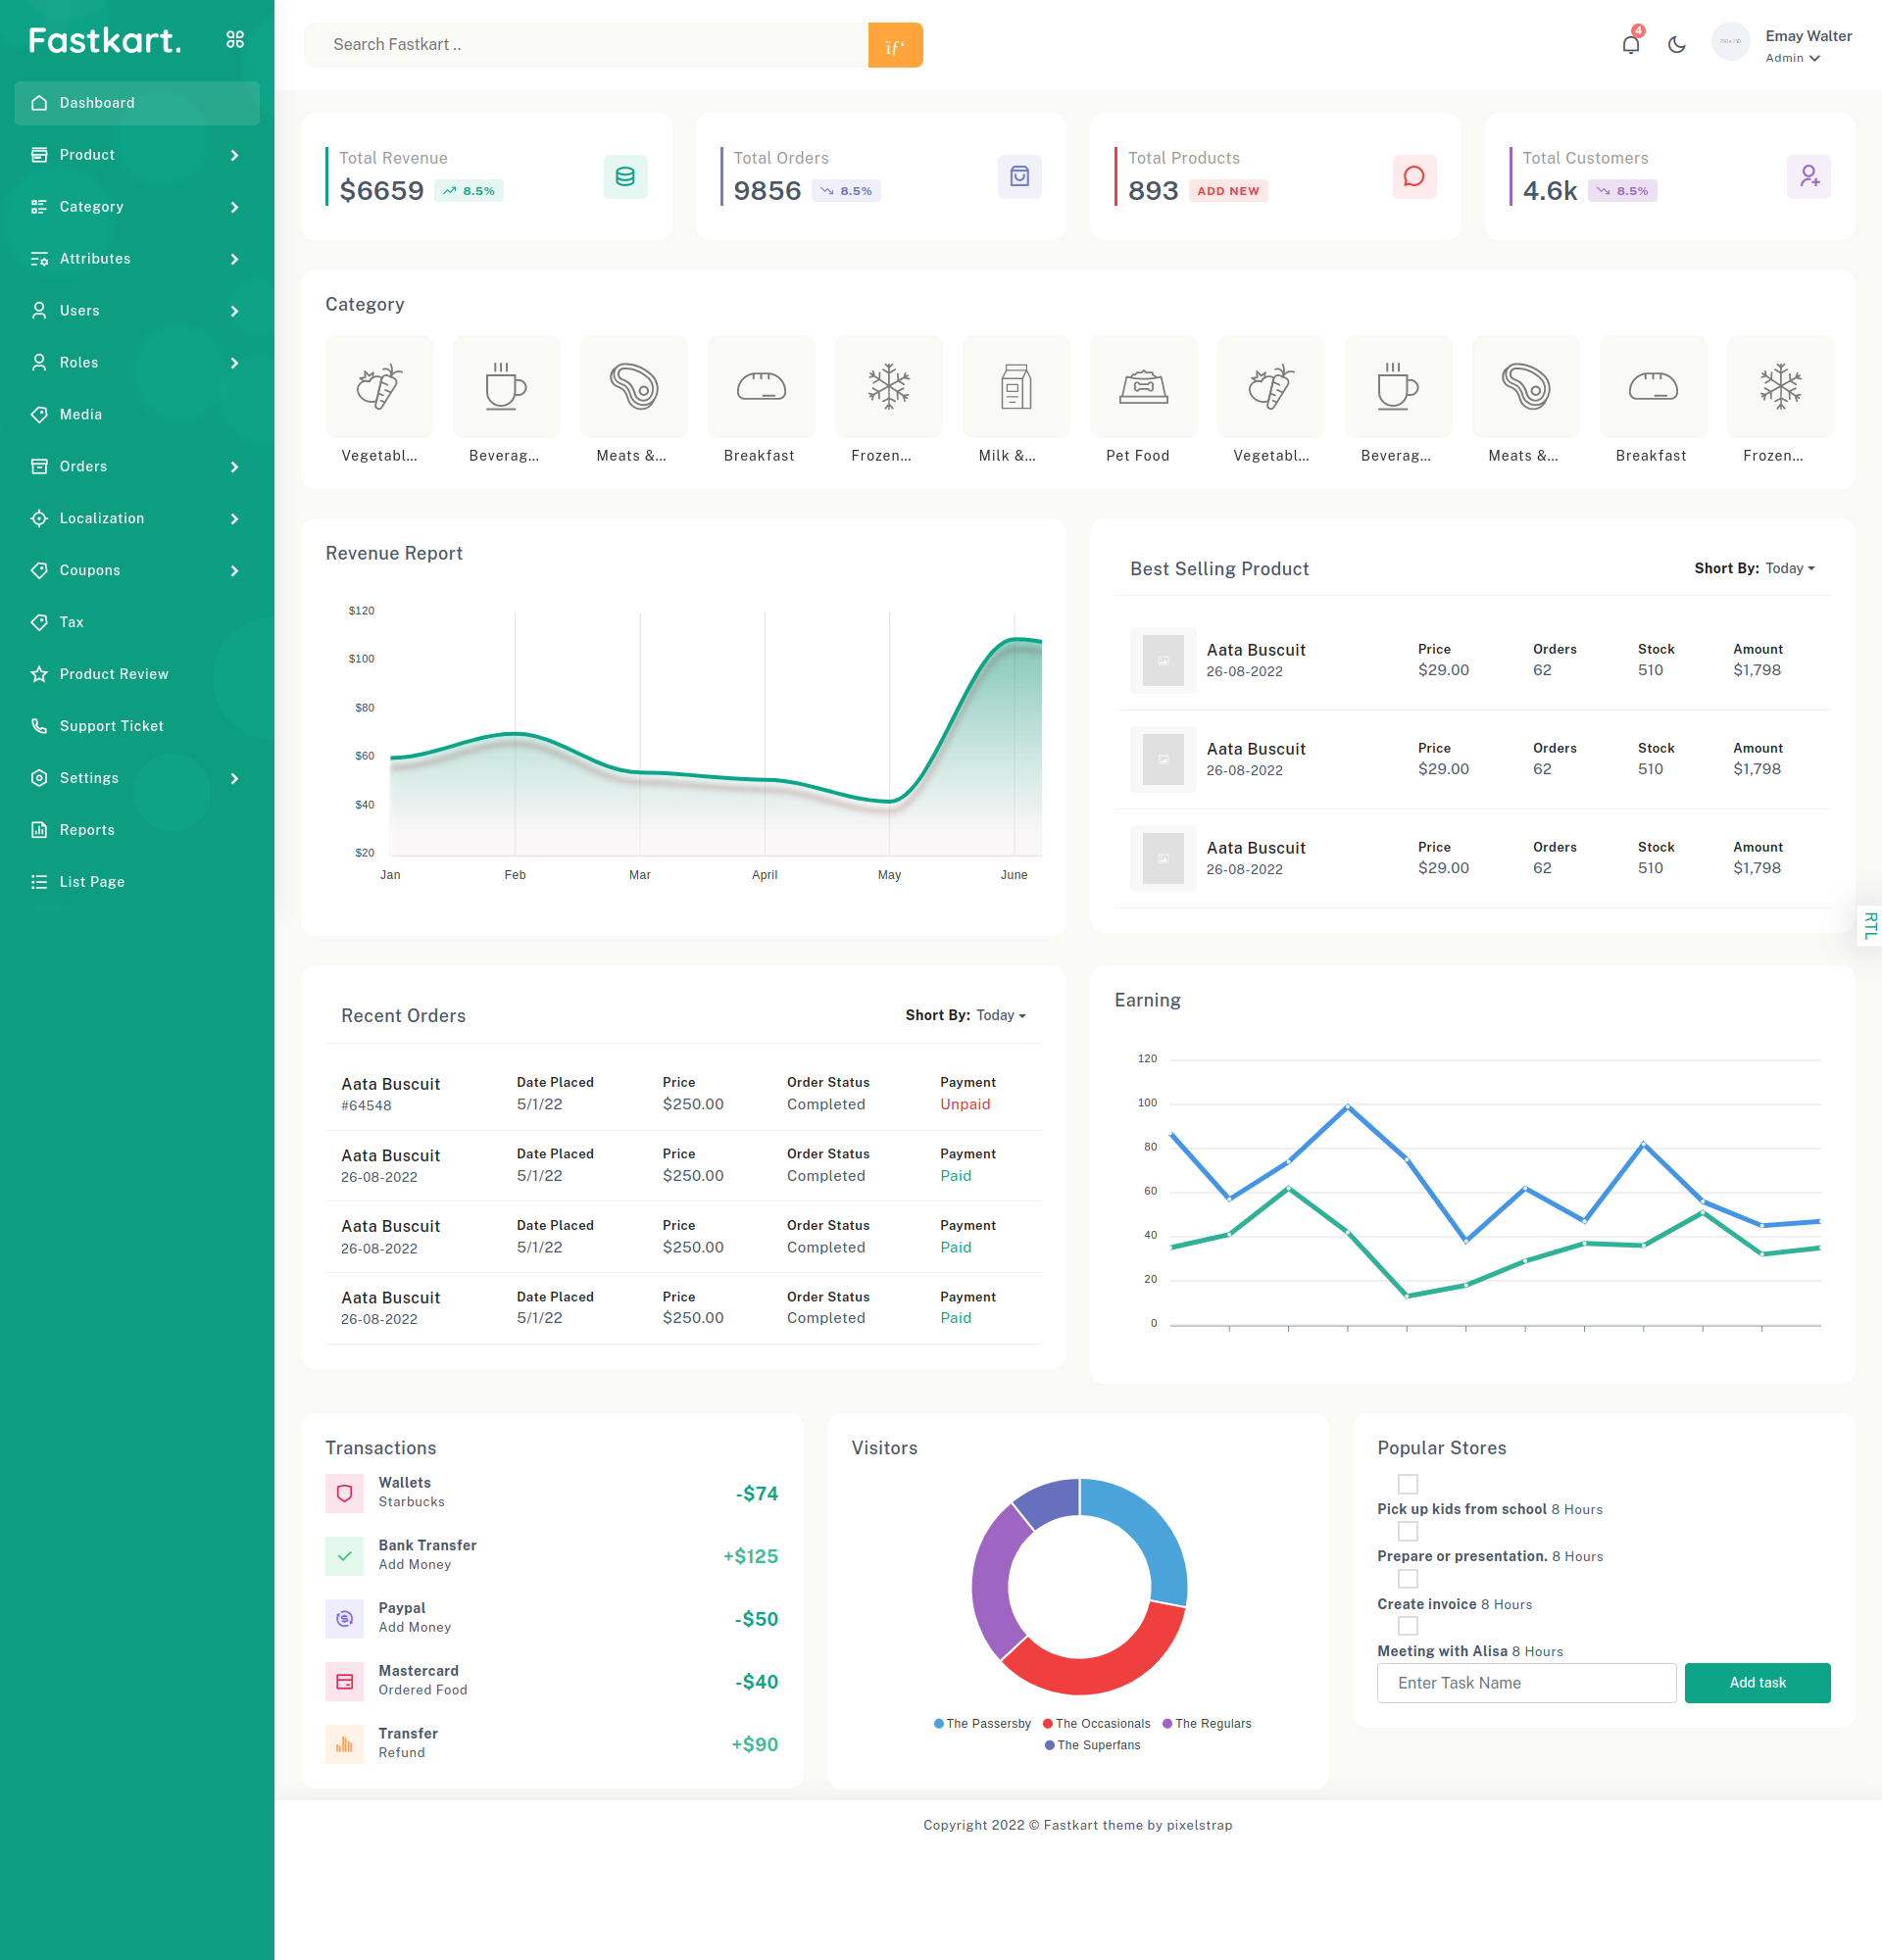 Fastkart.
Dashboard
Product
Category
Attributes
Users
Roles
Media
Orders
Localization
Coupons
Tax
Product Review
Support Ticket
Settings
Reports
List Page
Search Fastkart ..
ïƒ‘
4
Emay Walter
Admin
Total Revenue
$6659 8.5%
Total Orders
9856 8.5%
Total Products
893 ADD NEW
Total Customers
4.6k 8.5%
Category
Vegetabl... Beverag... Meats &... Breakfast Frozen... Milk &... Pet Food Vegetabl... Beverag... Meats &... Breakfast Frozen...
Revenue Report
$120
$100
$80
$60
$40
$20
Jan Feb Mar April May June
Best Selling Product
Short By: Today
Aata Buscuit Price Orders Stock Amount
26-08-2022 $29.00 62 510 $1,798
Aata Buscuit Price Orders Stock Amount
26-08-2022 $29.00 62 510 $1,798
Aata Buscuit Price Orders Stock Amount
26-08-2022 $29.00 62 510 $1,798
RTL
Recent Orders
Short By: Today
Aata Buscuit Date Placed Price Order Status Payment
#64548 5/1/22 $250.00 Completed Unpaid
Aata Buscuit Date Placed Price Order Status Payment
26-08-2022 5/1/22 $250.00 Completed Paid
Aata Buscuit Date Placed Price Order Status Payment
26-08-2022 5/1/22 $250.00 Completed Paid
Aata Buscuit Date Placed Price Order Status Payment
26-08-2022 5/1/22 $250.00 Completed Paid
Earning
120
100
80
60
40
20
0
Transactions
Wallets
Starbucks
-$74
Bank Transfer
Add Money
+$125
Paypal
Add Money
-$50
Mastercard
Ordered Food
-$40
Transfer
Refund
+$90
Visitors
The Passersby The Occasionals The Regulars
The Superfans
Popular Stores
Pick up kids from school 8 Hours
Prepare or presentation. 8 Hours
Create invoice 8 Hours
Meeting with Alisa 8 Hours
Enter Task Name
Add task
Copyright 2022 © Fastkart theme by pixelstrap